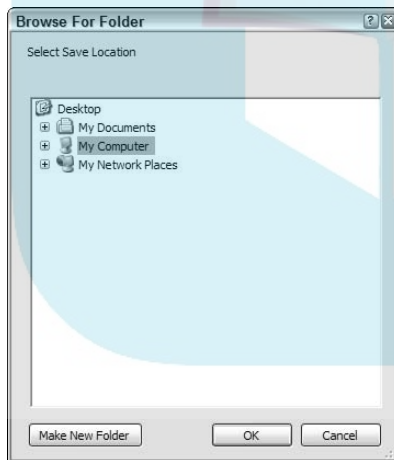 Browse For Folder
Select Save Location
Desktop
My Documents
My Computer
My Network Places
Make New Folder
OK
Cancel